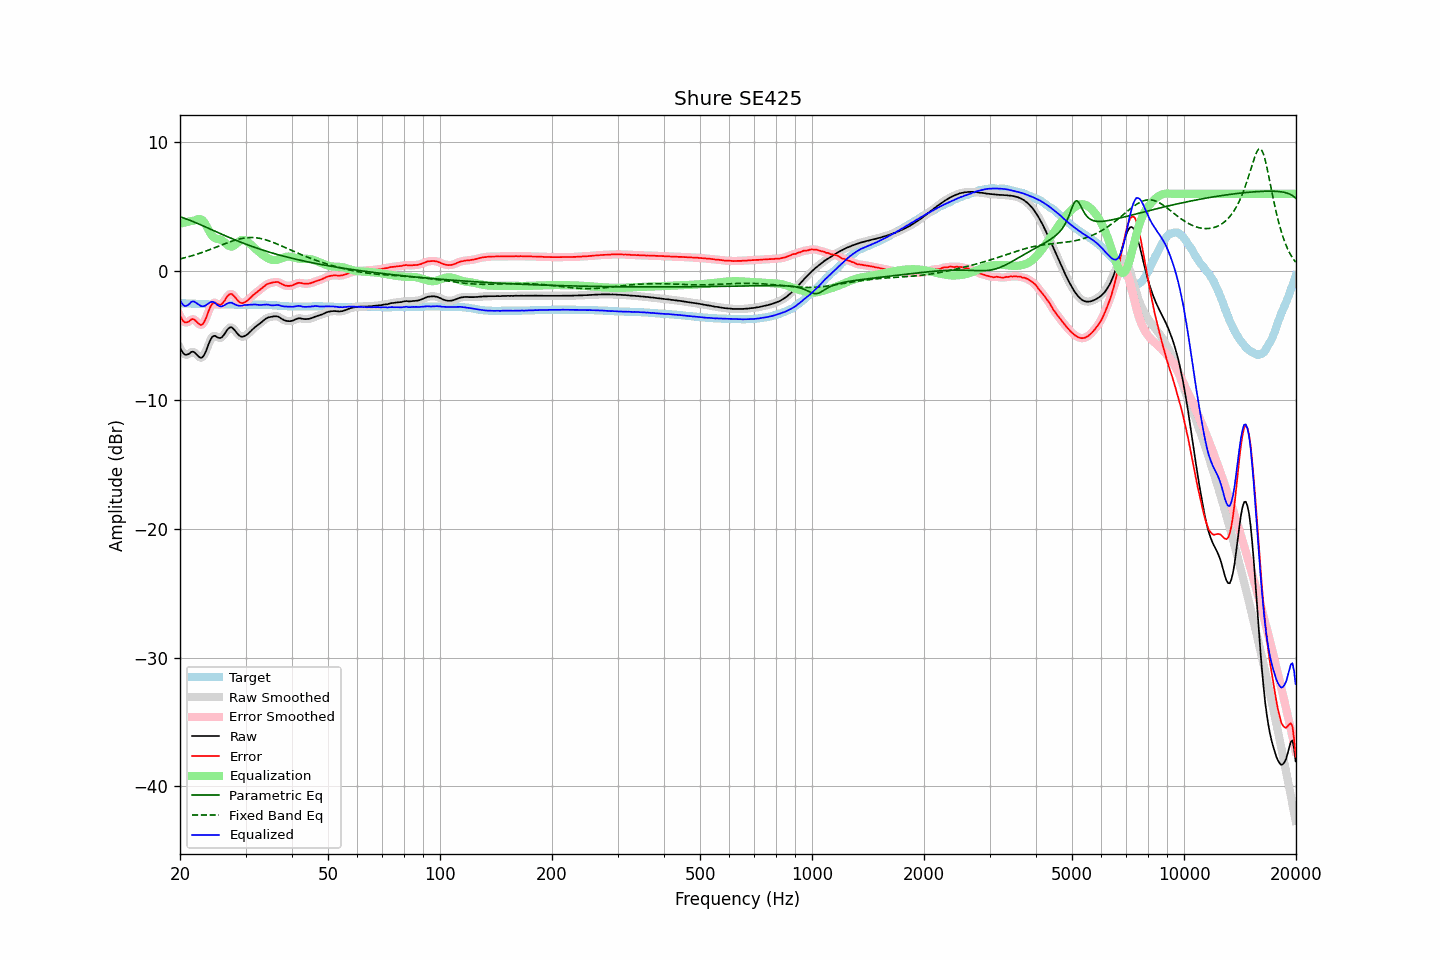 Shure SE425
Amplitude (dBr)
10
0
−10
−20
−30
−40
Target
Raw Smoothed
Error Smoothed
Raw
Error
Equalization
Parametric Eq
Fixed Band Eq
Equalized
20 50 100 200 500 1000 2000 5000 10000 20000
Frequency (Hz)